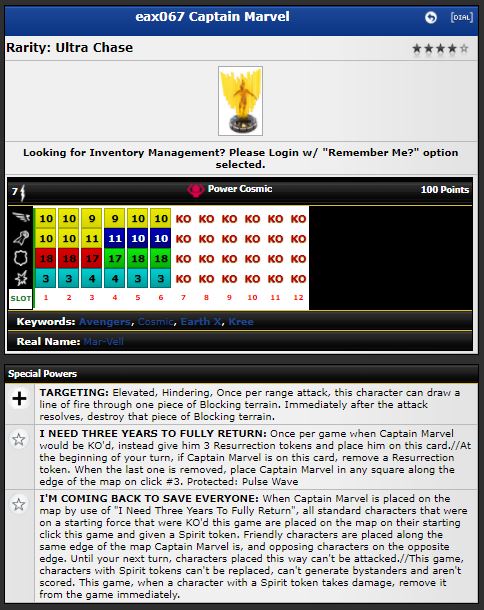 eax067 Captain Marvel
[DIAL]
Rarity: Ultra Chase
Looking for Inventory Management? Please Login w/ "Remember Me?" option
selected.
7 Power Cosmic 100 Points
10 10 9 9 10 10 KO KO KO KO KO KO
10 10 11 11 10 10 KO KO KO KO KO KO
18 18 17 17 18 18 KO KO KO KO KO KO
3 3 4 4 3 3 KO KO KO KO KO KO
SLOT 1 2 3 4 5 6 7 8 9 10 11 12
Keywords: Avengers, Cosmic, Earth X, Kree
Real Name: Mar-Vell
Special Powers
TARGETING: Elevated, Hindering, Once per range attack, this character can draw a
line of fire through one piece of Blocking terrain. Immediately after the attack
resolves, destroy that piece of Blocking terrain.
I NEED THREE YEARS TO FULLY RETURN: Once per game when Captain Marvel
would be KO'd, instead give him 3 Resurrection tokens and place him on this card.//At
the beginning of your turn, if Captain Marvel is on this card, remove a Resurrection
token. When the last one is removed, place Captain Marvel in any square along the
edge of the map on click #3. Protected: Pulse Wave
I'M COMING BACK TO SAVE EVERYONE: When Captain Marvel is placed on the
map by use of "I Need Three Years To Fully Return", all standard characters that were
on a starting force that were KO'd this game are placed on the map on their starting
click this game and given a Spirit token. Friendly characters are placed along the
same edge of the map Captain Marvel is, and opposing characters on the opposite
edge. Until your next turn, characters placed this way can't be attacked.//This game,
characters with Spirit tokens can't be replaced, can't generate bystanders and aren't
scored. This game, when a character with a Spirit token takes damage, remove it
from the game immediately.